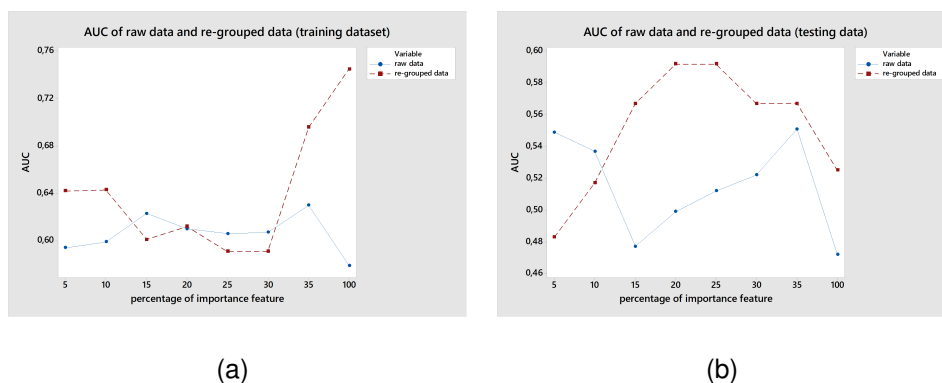 AUC of raw data and re-grouped data (training dataset)
0,76
0,72
0,68
0,64
0,60
AUC
5 10 15 20 25 30 35 100
percentage of importance feature
Variable
raw data
re-grouped data
(a)
AUC of raw data and re-grouped data (testing data)
0,60
0,58
0,56
0,54
0,52
0,50
0,48
0,46
AUC
5 10 15 20 25 30 35 100
percentage of importance feature
Variable
raw data
re-grouped data
(b)